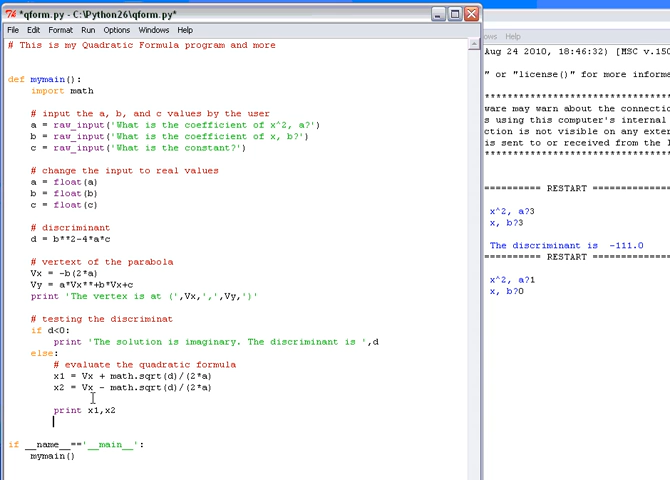 *qform.py* - C:\Python26\qform.py*
File Edit Format Run Options Windows Help
# This is my Quadratic Formula program and more
def mymain():
import math
# input the a, b, and c values by the user
a = raw_input('What is the coefficient of x^2, a?')
b = raw_input('What is the coefficient of x, b?')
c = raw_input('What is the constant?')
# change the input to real values
a = float(a)
b = float(b)
c = float(c)
# discriminant
d = b**2-4*a*c
# vertext of the parabola
Vx = -b(2*a)
Vy = a*Vx**+b*Vx+c
print 'The vertex is at (',Vx,',',Vy,')'
# testing the discriminat
if d<0:
print 'The solution is imaginary. The discriminant is ',d
else:
# evaluate the quadratic formula
x1 = Vx + math.sqrt(d)/(2*a)
x2 = Vx - math.sqrt(d)/(2*a)
print x1,x2
if __name__=='__main__':
mymain()
ows Help
Aug 24 2010, 18:46:32) [MSC v.150
" or "license()" for more informa
*********************************
ware may warn about the connectio
s using this computer's internal
ction is not visible on any exter
is sent to or received from the I
*********************************
========== RESTART ==========
x^2, a?3
x, b?3
The discriminant is -111.0
========== RESTART ==========
x^2, a?1
x, b?0